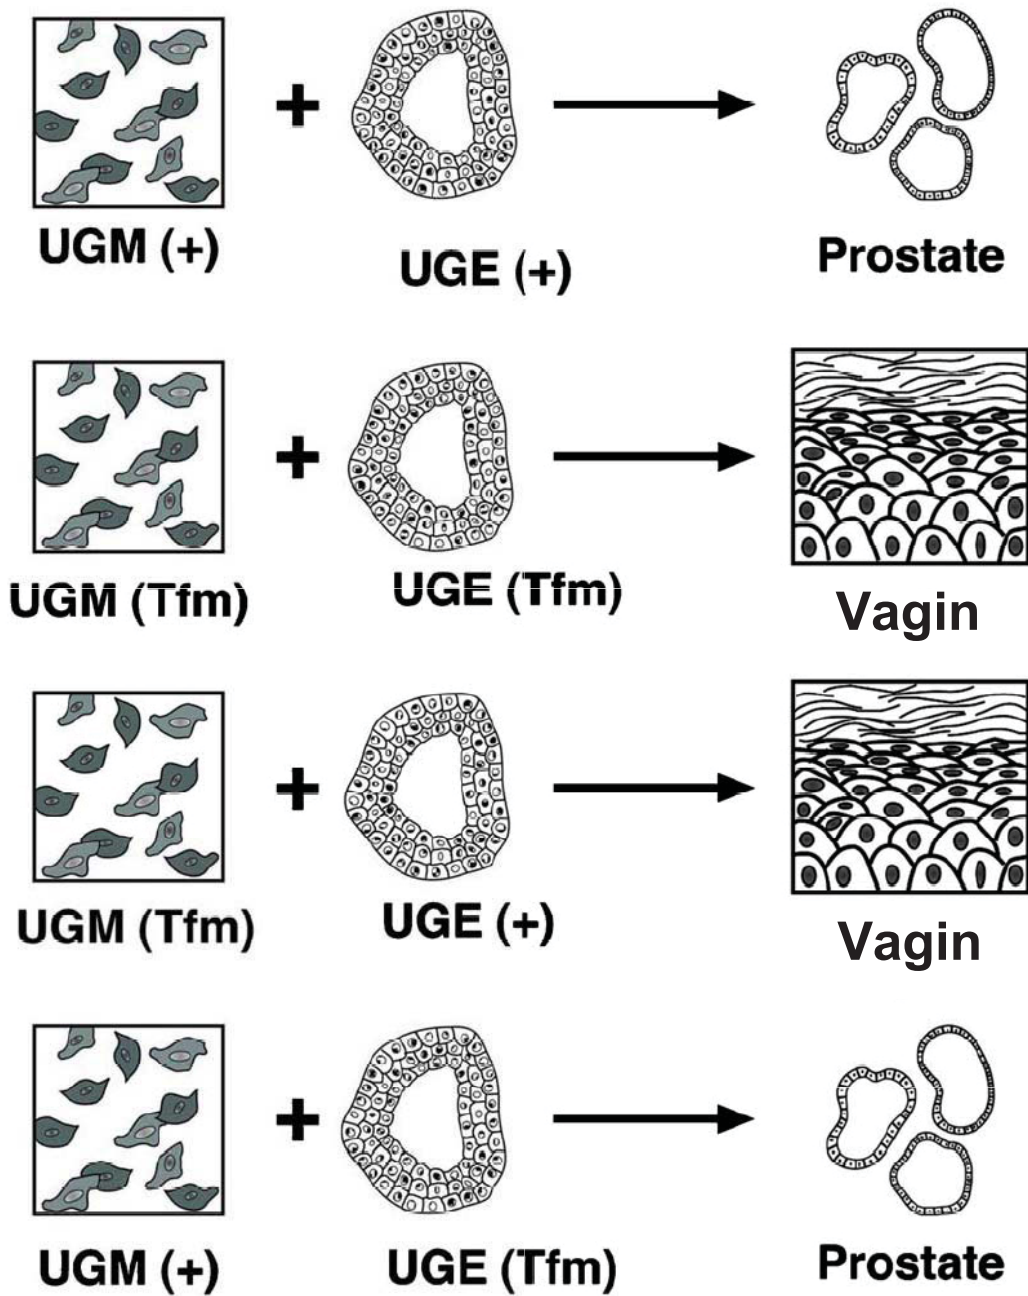 +
UGM (+)
UGE (+)
Prostate
+
UGM (Tfm)
UGE (Tfm)
Vagin
+
UGM (Tfm)
UGE (+)
Vagin
+
UGM (+)
UGE (Tfm)
Prostate